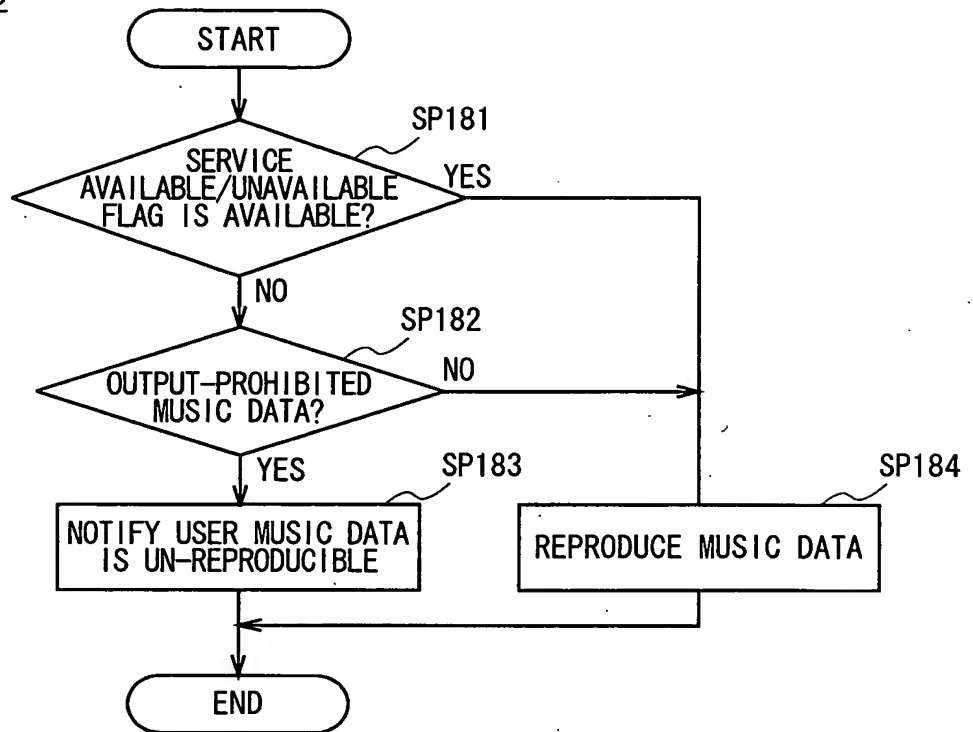 START
SP181
SERVICE
AVAILABLE/UNAVAILABLE
FLAG IS AVAILABLE?
YES
NO
SP182
OUTPUT-PROHIBITED
MUSIC DATA?
NO
YES
SP183
NOTIFY USER MUSIC DATA
IS UN-REPRODUCIBLE
SP184
REPRODUCE MUSIC DATA
END